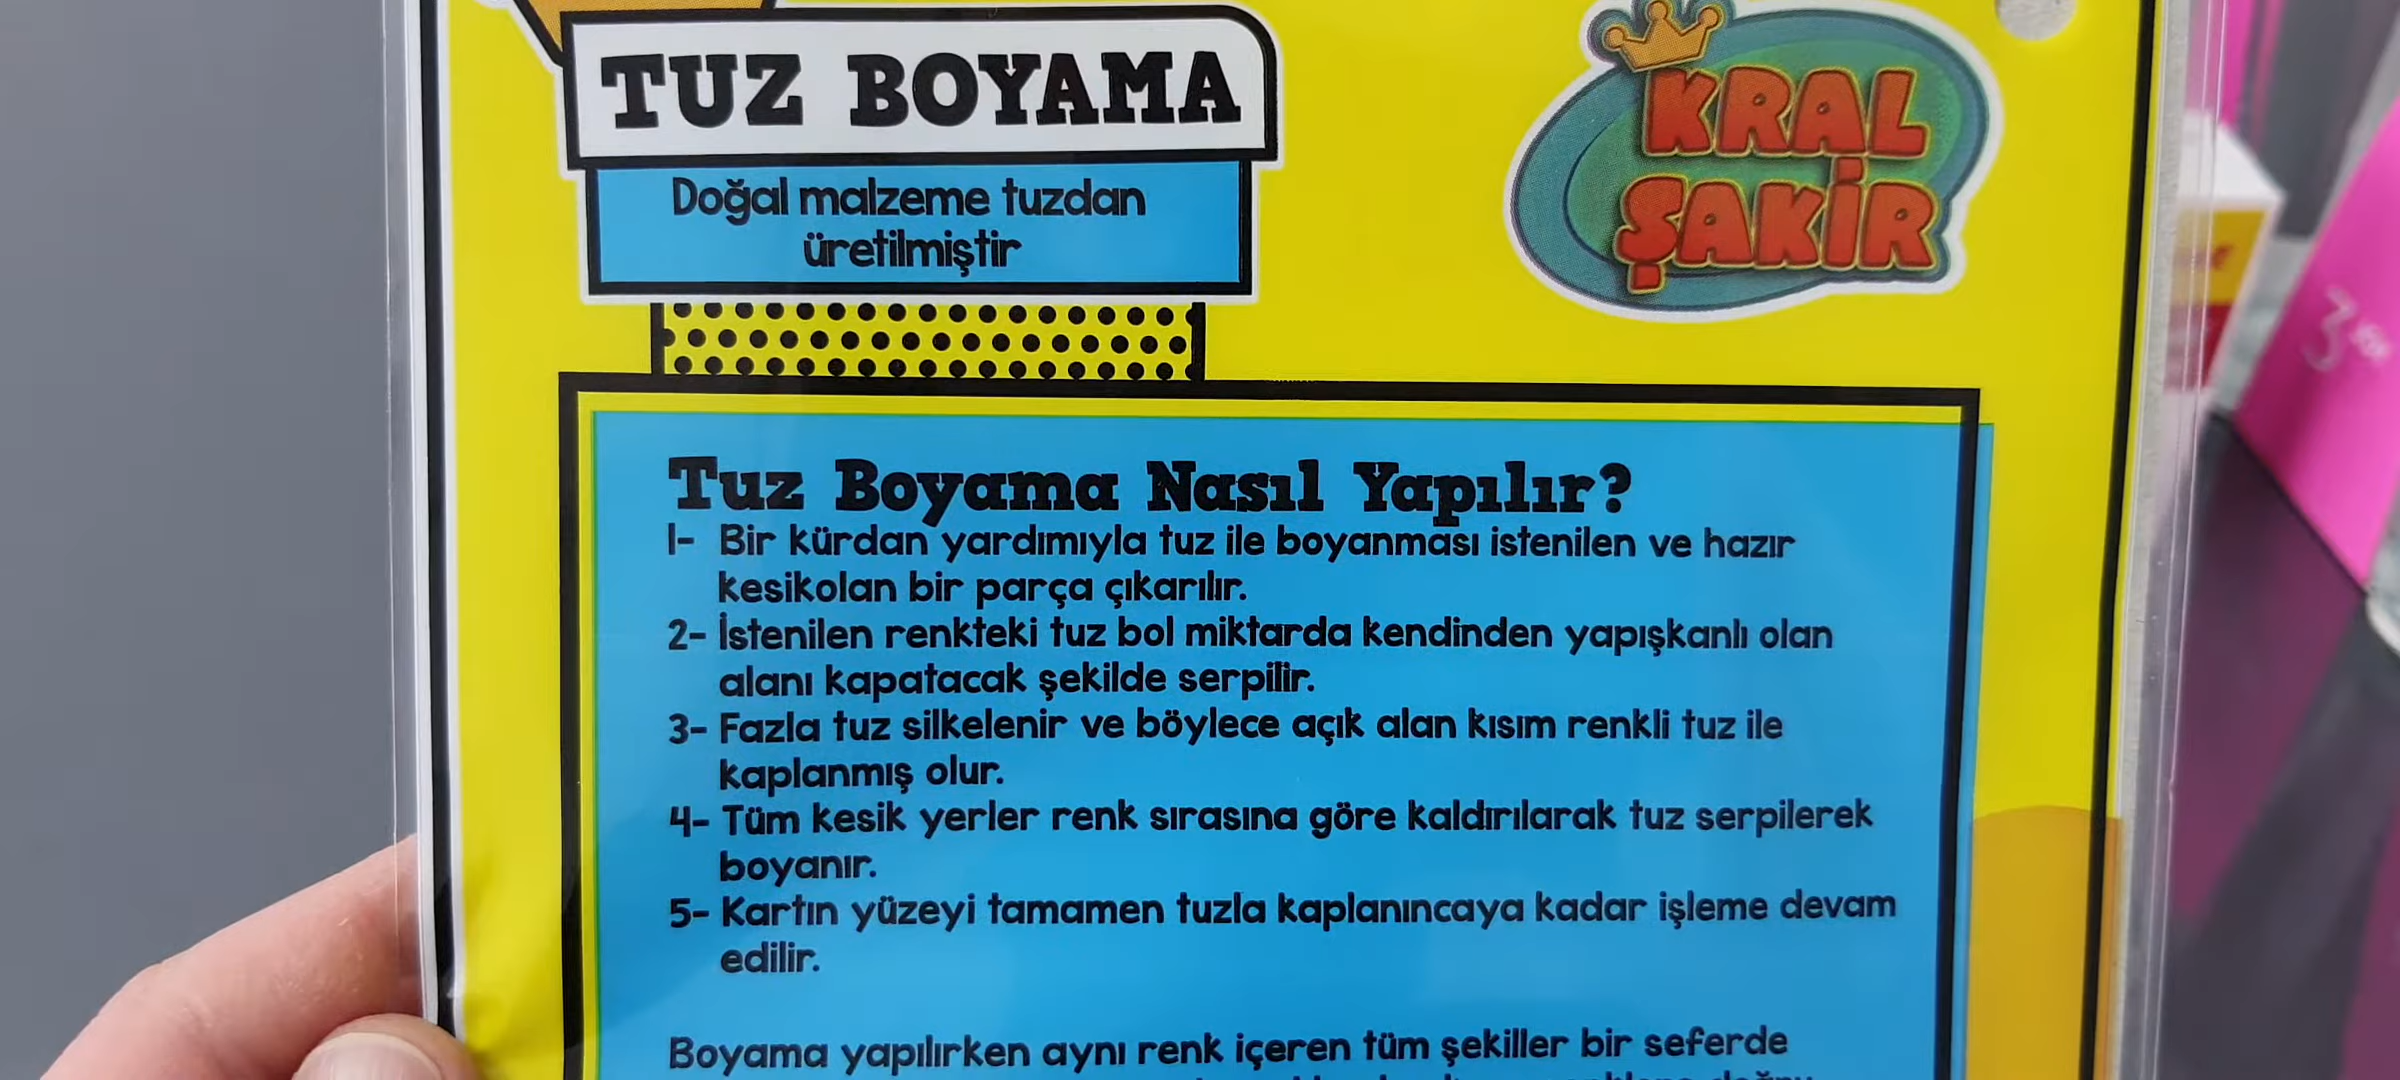 TUZ BOYAMA
Doğal malzeme tuzdan
üretilmiştir
KRAL
ŞAKİR
Tuz Boyama Nasıl Yapılır?
1- Bir kürdan yardımıyla tuz ile boyanması istenilen ve hazır
kesikolan bir parça çıkarılır.
2- İstenilen renkteki tuz bol miktarda kendinden yapışkanlı olan
alanı kapatacak şekilde serpilir.
3- Fazla tuz silkelenir ve böylece açık alan kısım renkli tuz ile
kaplanmış olur.
4- Tüm kesik yerler renk sırasına göre kaldırılarak tuz serpilerek
boyanır.
5- Kartın yüzeyi tamamen tuzla kaplanıncaya kadar işleme devam
edilir.
Boyama yapılırken aynı renk içeren tüm şekiller bir seferde